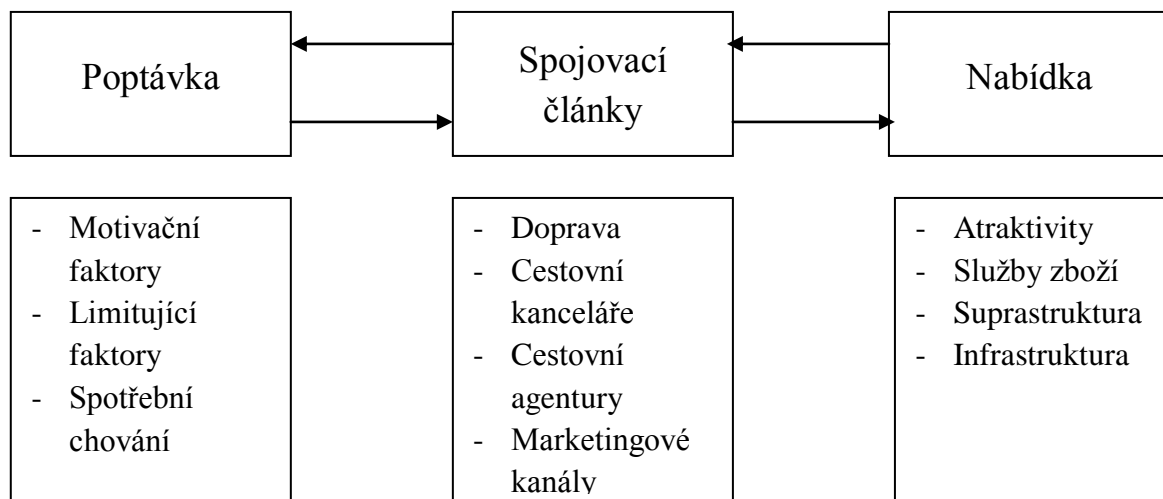 Poptávka
Spojovací
články
Nabídka
- Motivační
faktory
- Limitující
faktory
- Spotřební
chování
- Doprava
- Cestovní
kanceláře
- Cestovní
agentury
- Marketingové
kanály
- Atraktivity
- Služby zboží
- Suprastruktura
- Infrastruktura